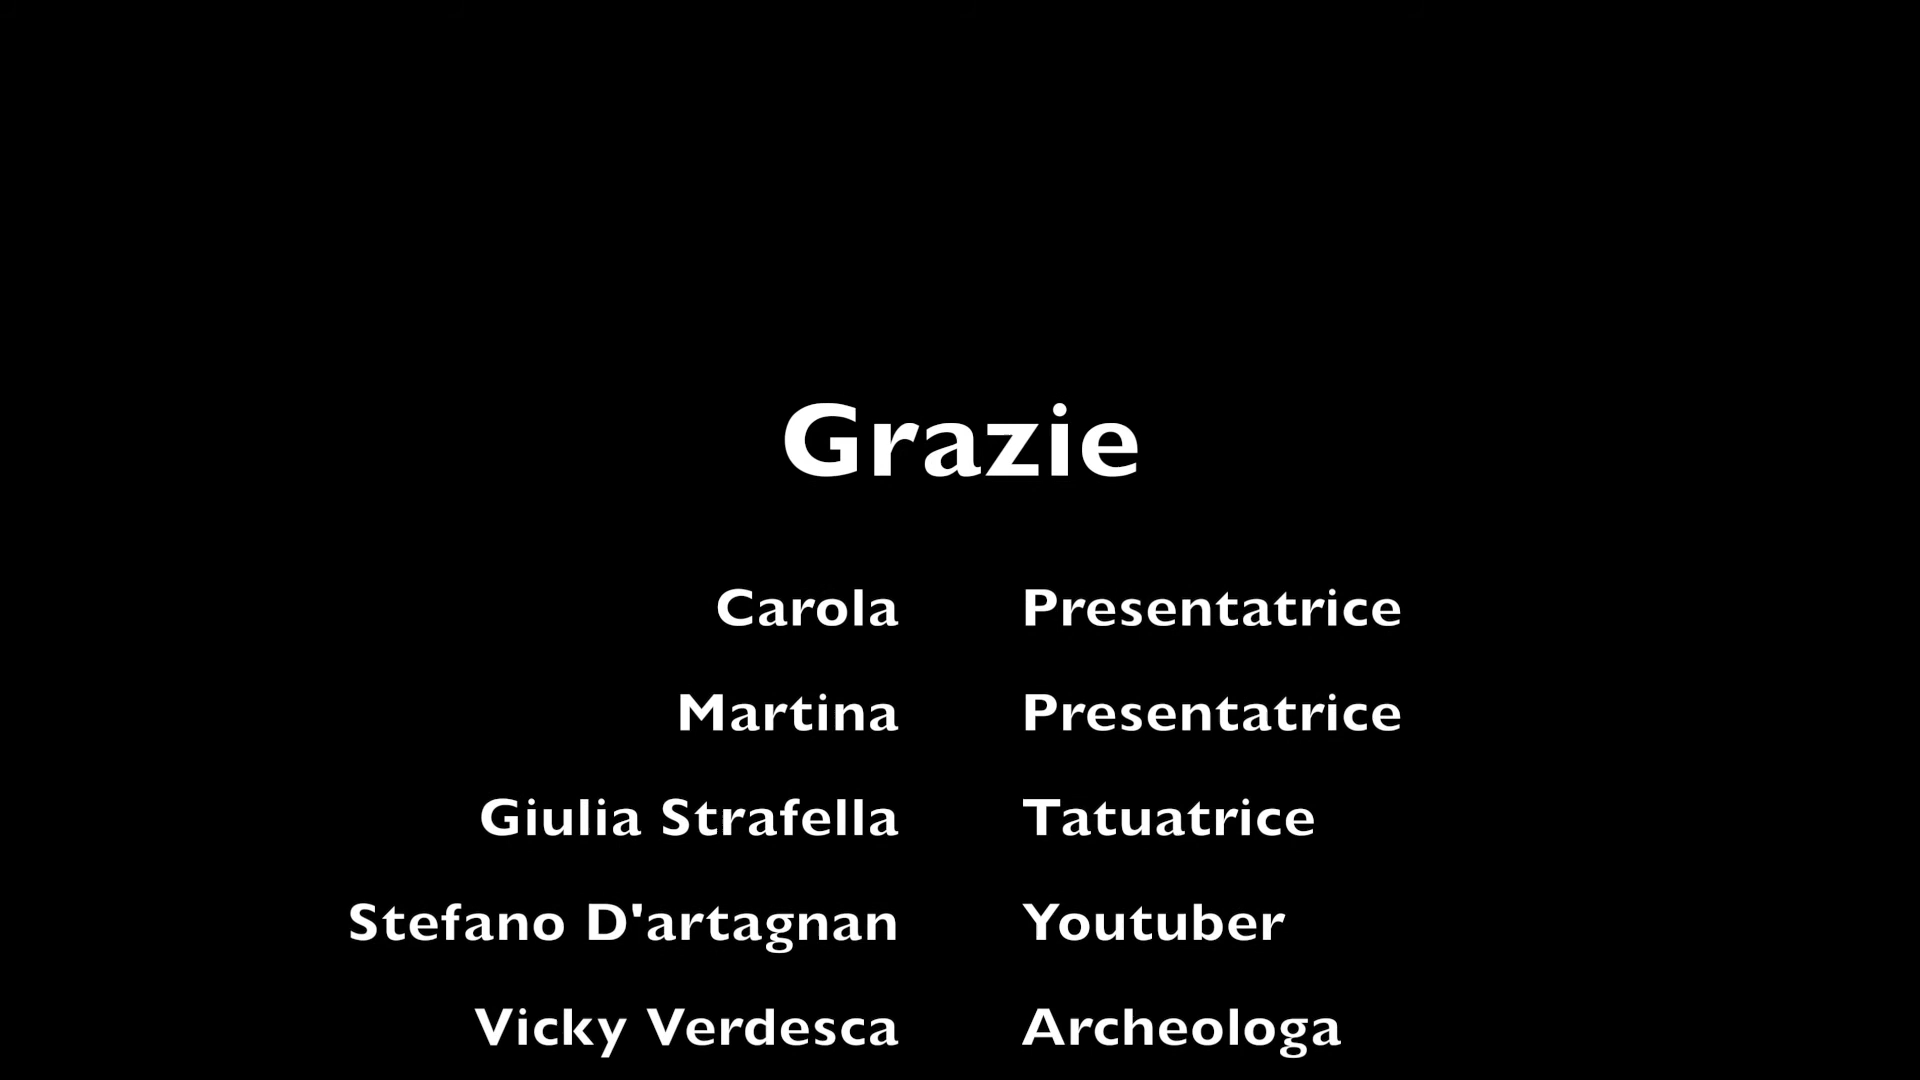 Grazie
Carola Presentatrice
Martina Presentatrice
Giulia Strafella Tatuatrice
Stefano D'artagnan Youtuber
Vicky Verdesca Archeologa